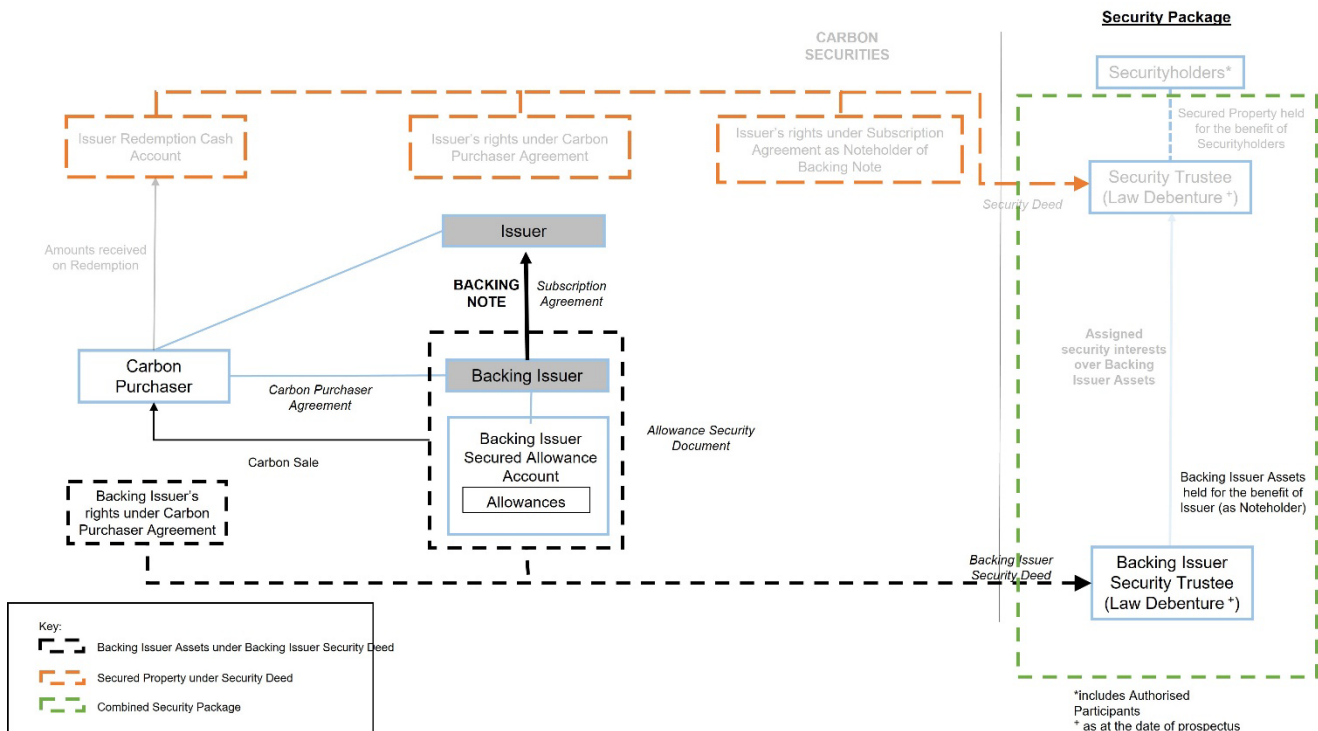 Security Package
CARBON
SECURITIES
Securityholders*
Issuer Redemption Cash
Account
Issuer's rights under Carbon
Purchaser Agreement
Issuer's rights under Subscription
Agreement as Noteholder of
Backing Note
Secured Property held
for the benefit of
Securityholders
Security Deed
Security Trustee
(Law Debenture +)
Amounts received
on Redemption
Issuer
BACKING
NOTE
Subscription
Agreement
Carbon
Purchaser
Carbon Purchaser
Agreement
Backing Issuer
Assigned
security interests
over Backing
Issuer Assets
Backing Issuer
Secured Allowance
Account
Allowances
Allowance Security
Document
Carbon Sale
Backing Issuer's
rights under Carbon
Purchaser Agreement
Backing Issuer Assets
held for the benefit of
Issuer (as Noteholder)
Backing Issuer
Security Deed
Backing Issuer
Security Trustee
(Law Debenture +)
Key:
Backing Issuer Assets under Backing Issuer Security Deed
Secured Property under Security Deed
Combined Security Package
*includes Authorised
Participants
+ as at the date of prospectus